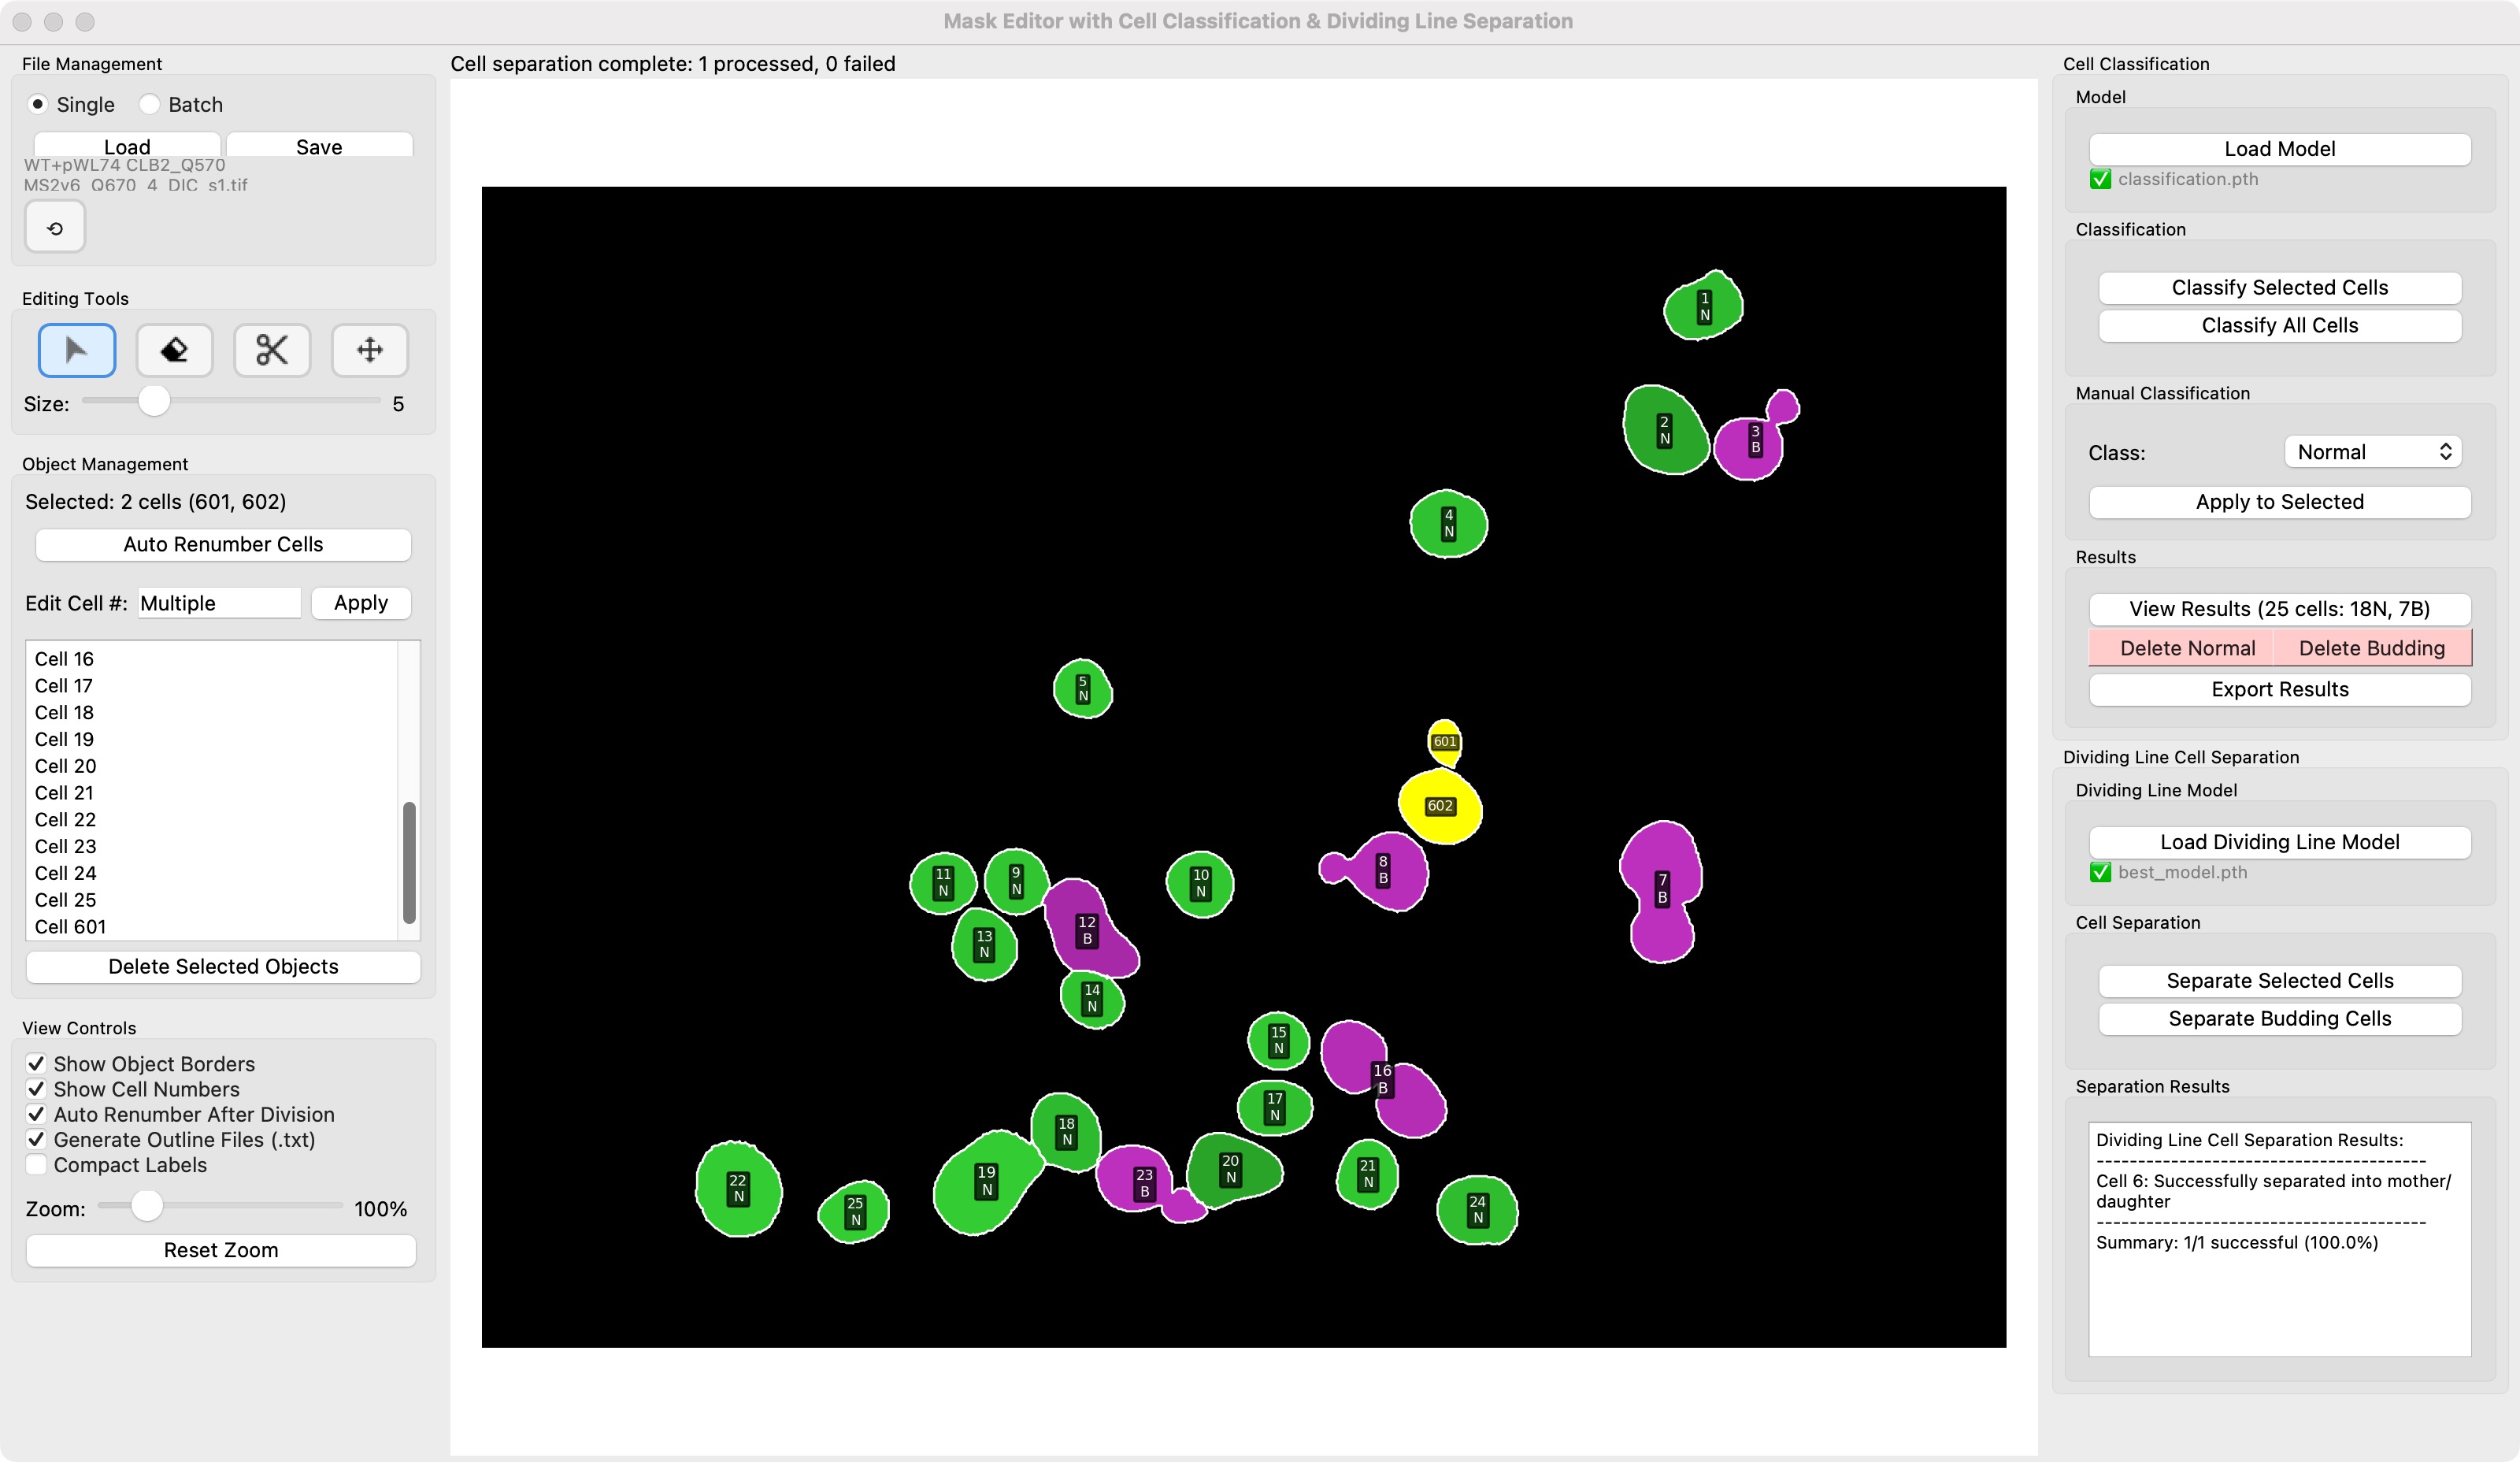 Mask Editor with Cell Classification & Dividing Line Separation
File Management
Single
Batch
Load
Save
WT+pWL74 CLB2_Q570
MS2v6_Q670_4_DIC_s1.tif
Editing Tools
Size:
5
Object Management
Selected: 2 cells (601, 602)
Auto Renumber Cells
Edit Cell #:
Multiple
Apply
Cell 16
Cell 17
Cell 18
Cell 19
Cell 20
Cell 21
Cell 22
Cell 23
Cell 24
Cell 25
Cell 601
Delete Selected Objects
View Controls
Show Object Borders
Show Cell Numbers
Auto Renumber After Division
Generate Outline Files (.txt)
Compact Labels
Zoom:
100%
Reset Zoom
Cell separation complete: 1 processed, 0 failed
1
N
2
N
3
B
4
N
5
N
601
602
8
B
7
B
11
N
9
N
10
N
12
B
13
N
14
N
15
N
16
B
17
N
18
N
19
N
20
N
21
N
22
N
23
B
24
N
25
N
Cell Classification
Model
Load Model
classification.pth
Classification
Classify Selected Cells
Classify All Cells
Manual Classification
Class:
Normal
Apply to Selected
Results
View Results (25 cells: 18N, 7B)
Delete Normal
Delete Budding
Export Results
Dividing Line Cell Separation
Dividing Line Model
Load Dividing Line Model
best_model.pth
Cell Separation
Separate Selected Cells
Separate Budding Cells
Separation Results
Dividing Line Cell Separation Results:
----------------------------------------
Cell 6: Successfully separated into mother/
daughter
----------------------------------------
Summary: 1/1 successful (100.0%)